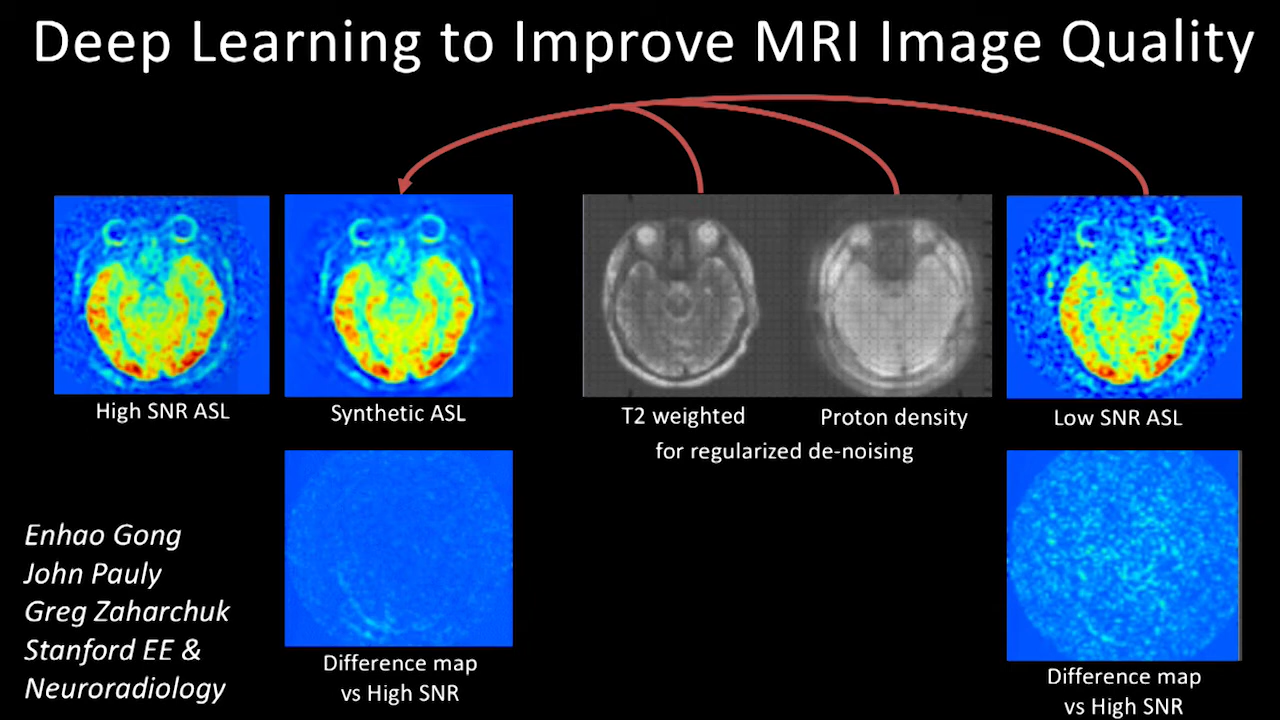 Deep Learning to Improve MRI Image Quality
High SNR ASL
Synthetic ASL
T2 weighted
Proton density
for regularized de-noising
Low SNR ASL
Enhao Gong
John Pauly
Greg Zaharchuk
Stanford EE &
Neuroradiology
Difference map
vs High SNR
Difference map
vs High SNR